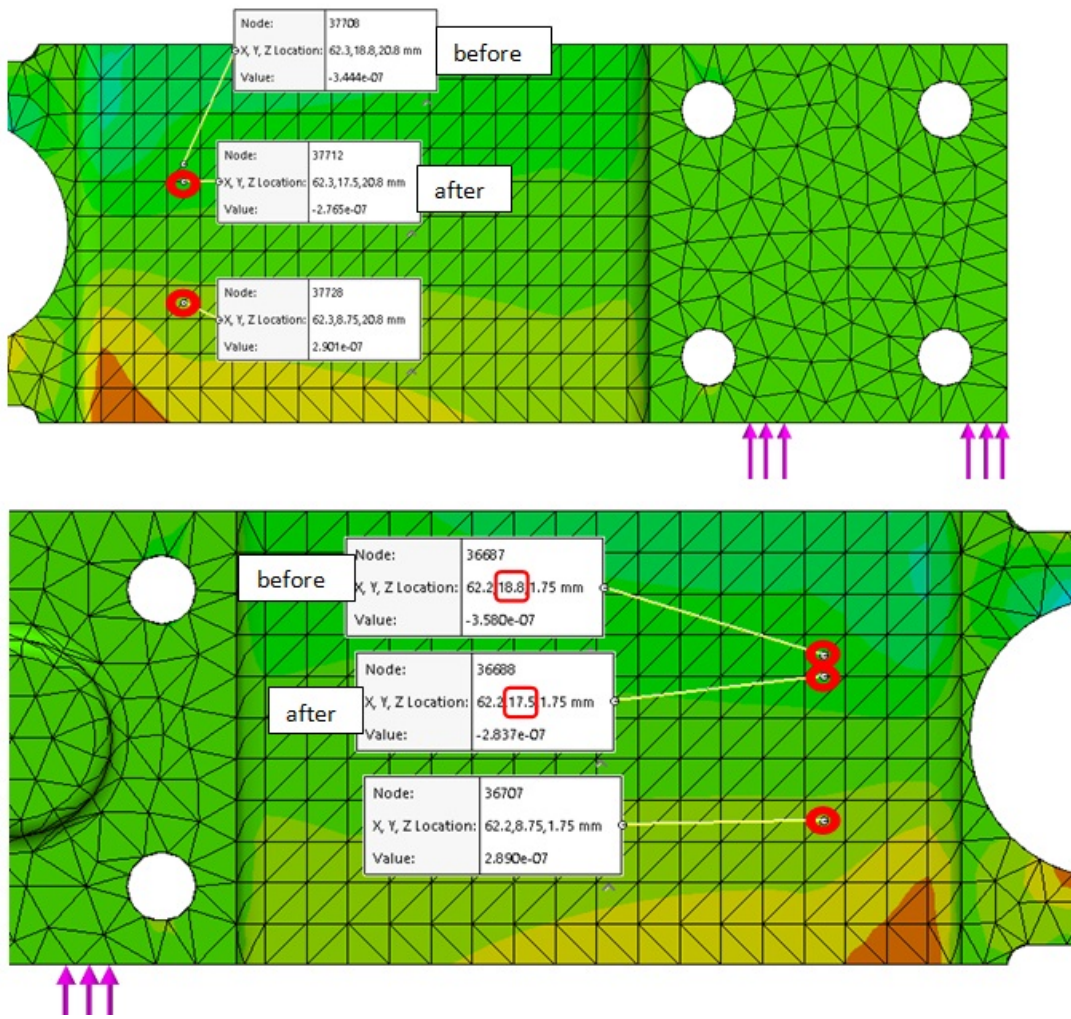 Node: 37708
X, Y, Z Location: 62.3,18.8,20.8 mm
Value: -3.444e-07
before
Node: 37712
X, Y, Z Location: 62.3,17.5,20.8 mm
Value: -2.765e-07
after
Node: 37728
X, Y, Z Location: 62.3,8.75,20.8 mm
Value: 2.901e-07
before
Node: 36687
X, Y, Z Location: 62.2,18.8,1.75 mm
Value: -3.580e-07
after
Node: 36688
X, Y, Z Location: 62.2,17.5,1.75 mm
Value: -2.837e-07
Node: 36707
X, Y, Z Location: 62.2,8.75,1.75 mm
Value: 2.890e-07